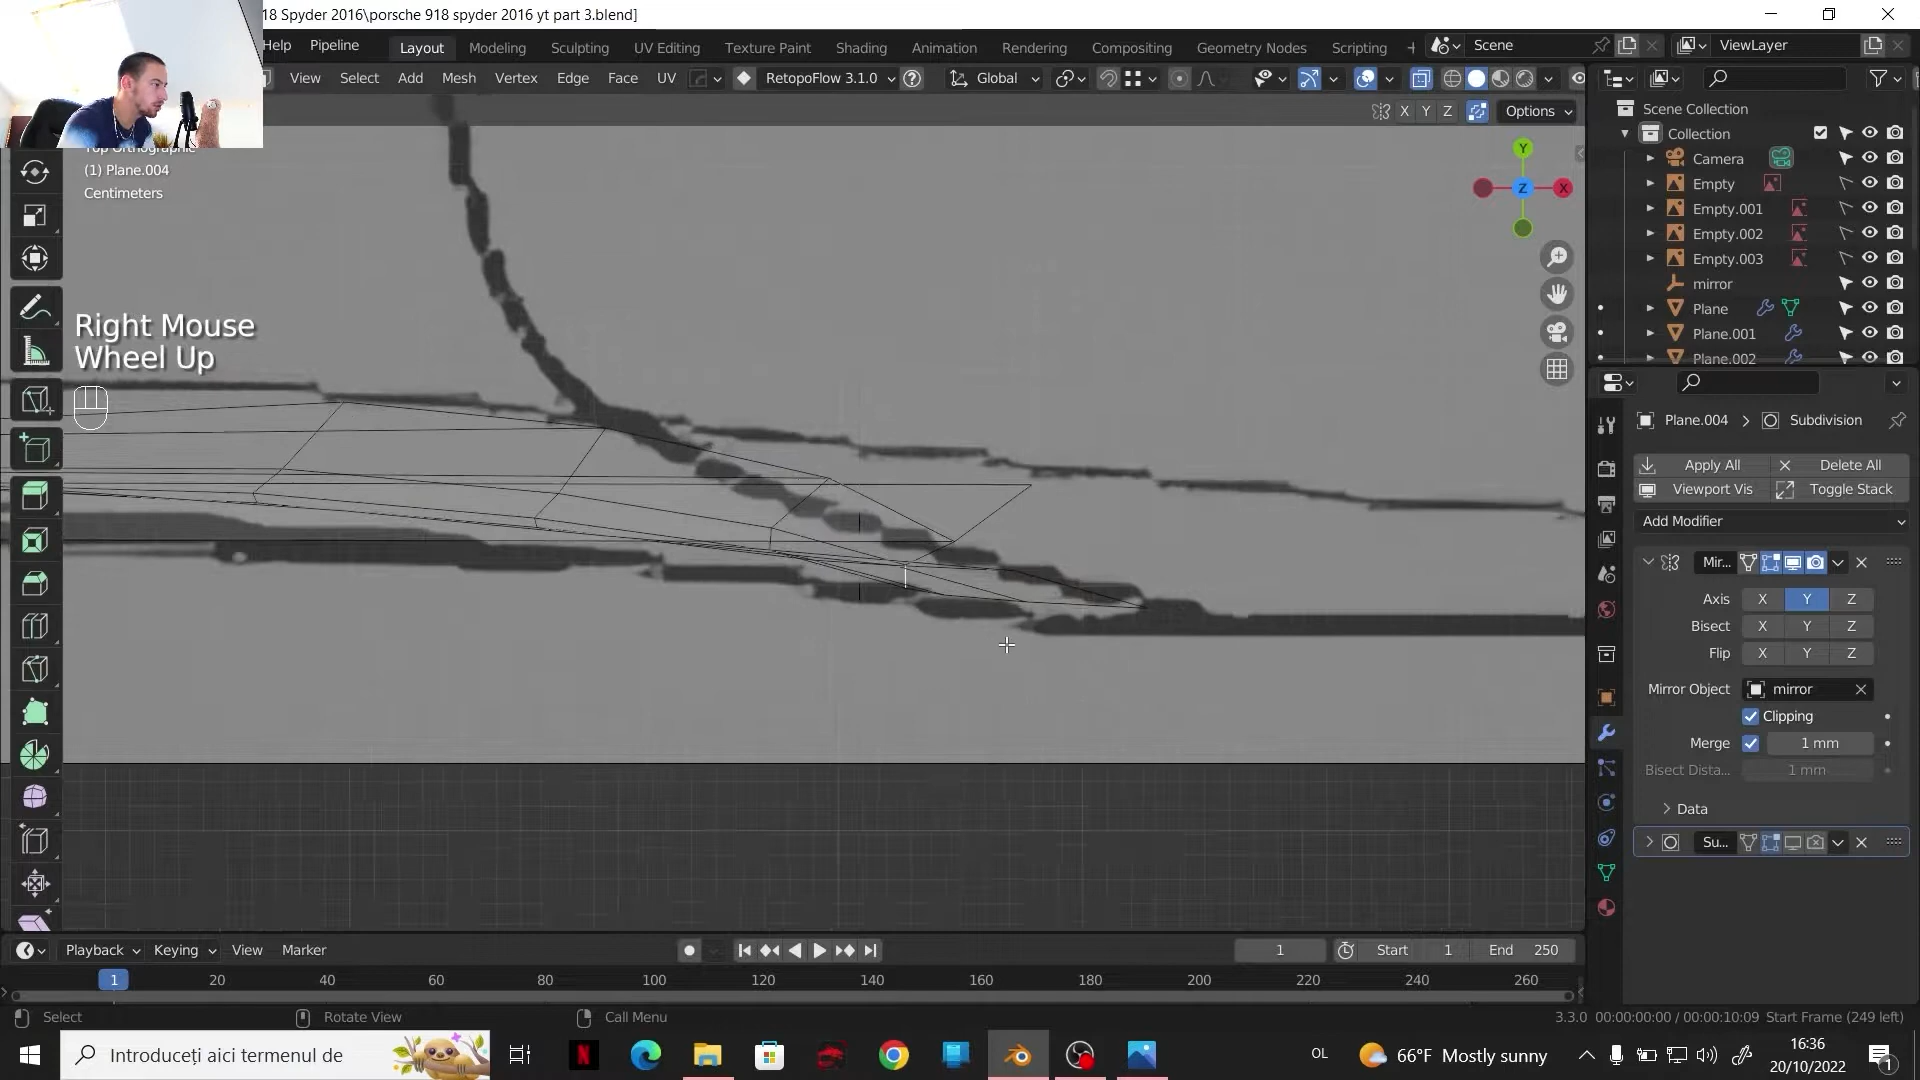 18 Spyder 2016\porsche 918 spyder 2016 yt part 3.blend]
Help Pipeline Layout Modeling Sculpting UV Editing Texture Paint Shading Animation Rendering Compositing Geometry Nodes Scripting + Scene ViewLayer
View Select Add Mesh Vertex Edge Face UV RetopoFlow 3.1.0 Global
X Y Z Options
Scene Collection
Collection
Camera
Empty
Empty.001
Empty.002
Empty.003
mirror
Plane
Plane.001
Plane.002
Top Orthographic
(1) Plane.004
Centimeters
Y
Z X
Right Mouse
Wheel Up
Plane.004 > Subdivision
Apply All Delete All
Viewport Vis Toggle Stack
Add Modifier
Mir...
Axis X Y Z
Bisect X Y Z
Flip X Y Z
Mirror Object mirror
Clipping
Merge 1 mm
Bisect Dista... 1 mm
Data
Su...
Playback Keying View Marker 1 Start 1 End 250
1 20 40 60 80 100 120 140 160 180 200 220 240 260
Select Rotate View Call Menu 3.3.0 00:00:00:00 / 00:00:10:09 Start Frame (249 left)
Introduceți aici termenul de OL 66°F Mostly sunny 16:36
20/10/2022 1